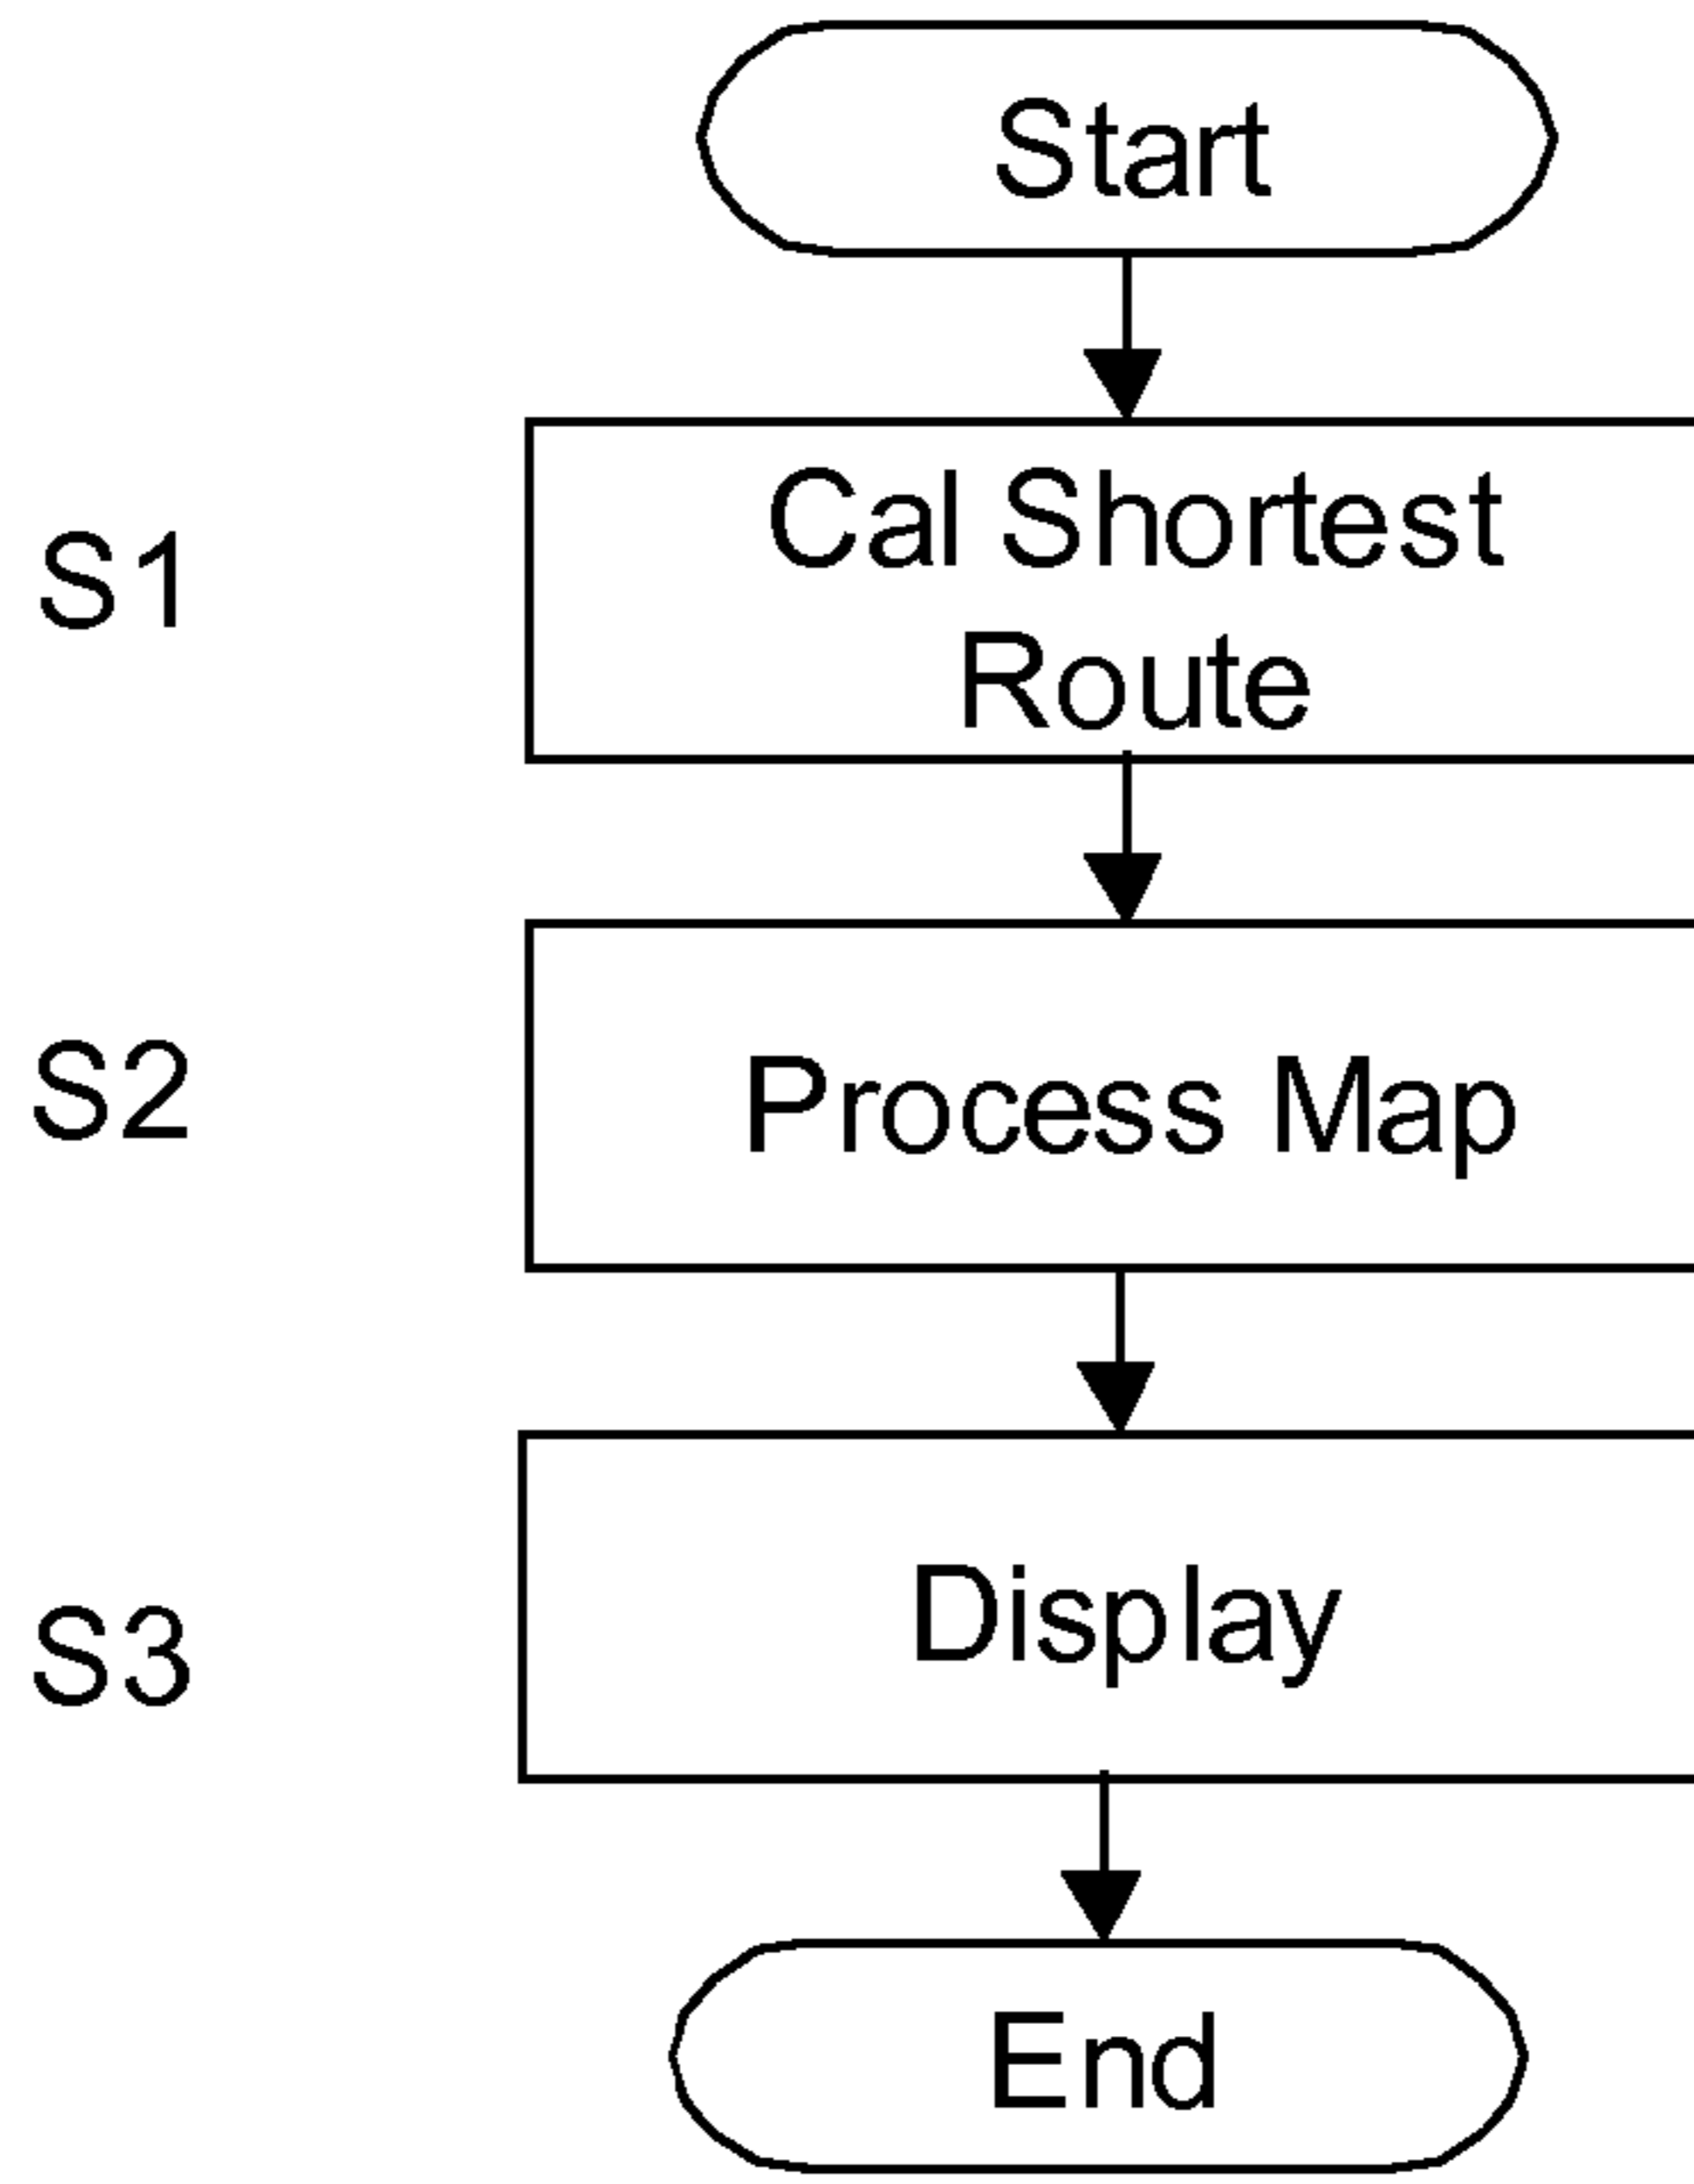 Start
S1
Cal Shortest
Route
S2
Process Map
S3
Display
End